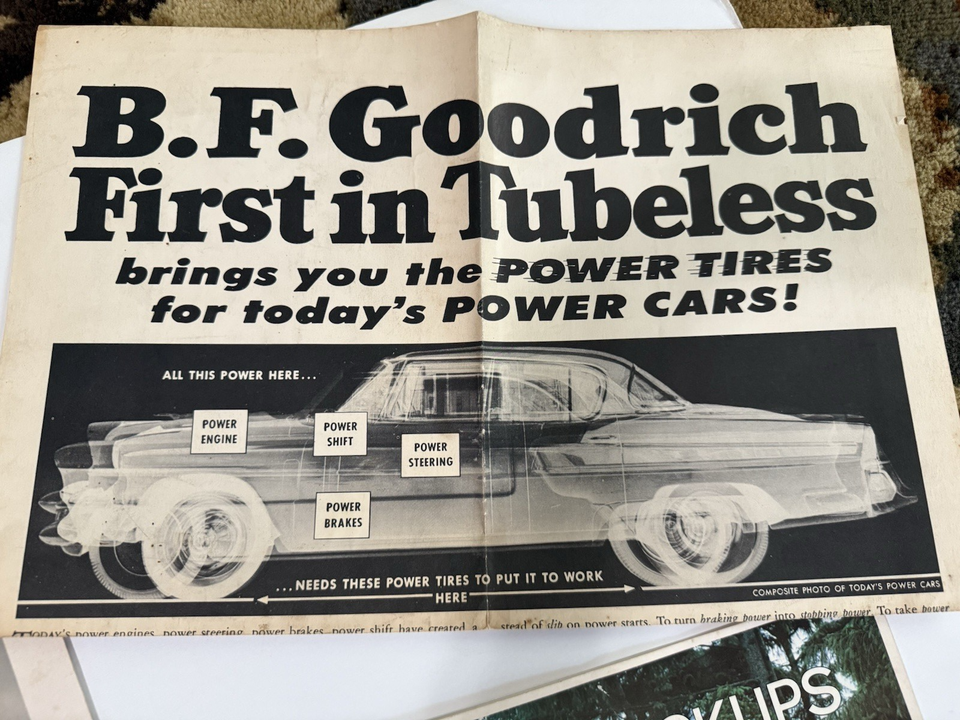 B.F. Goodrich
First in Tubeless
brings you the POWER TIRES
for today's POWER CARS!
ALL THIS POWER HERE...
POWER
ENGINE
POWER
SHIFT
POWER
STEERING
POWER
BRAKES
...NEEDS THESE POWER TIRES TO PUT IT TO WORK
HERE
COMPOSITE PHOTO OF TODAY'S POWER CARS
TODAY'S power engines, power steering, power brakes, power shift have created a
stead of slip on power starts. To turn braking power into stopping power. To take power